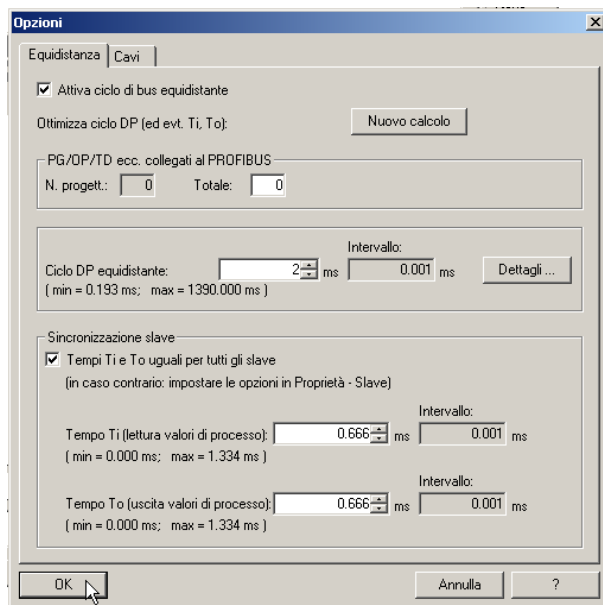 Opzioni
Equidistanza Cavi
Attiva ciclo di bus equidistante
Ottimizza ciclo DP (ed evt. Ti, To): Nuovo calcolo
PG/OP/TD ecc. collegati al PROFIBUS
N. progett.: 0 Totale: 0
Intervallo:
Ciclo DP equidistante: 2 ms 0.001 ms Dettagli ...
( min = 0.193 ms; max = 1390.000 ms )
Sincronizzazione slave
Tempi Ti e To uguali per tutti gli slave
(in caso contrario: impostare le opzioni in Proprietà - Slave)
Intervallo:
Tempo Ti (lettura valori di processo): 0.666 ms 0.001 ms
( min = 0.000 ms; max = 1.334 ms )
Intervallo:
Tempo To (uscita valori di processo): 0.666 ms 0.001 ms
( min = 0.000 ms; max = 1.334 ms )
OK Annulla ?